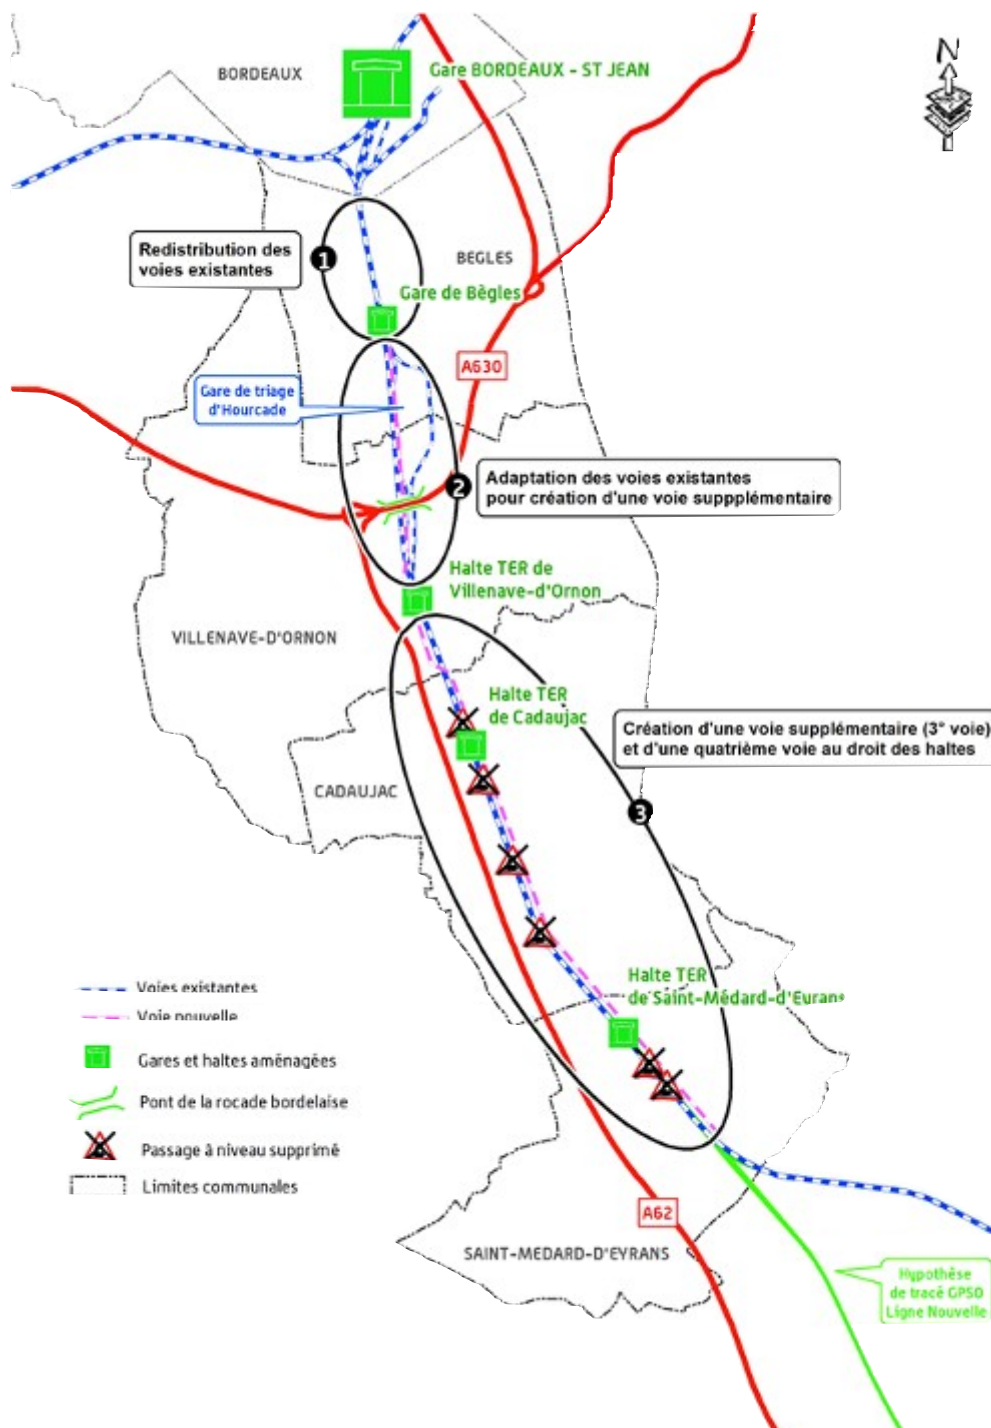 N
BORDEAUX
Gare BORDEAUX - ST JEAN
Redistribution des
voies existantes
1
BEGLES
Gare de Bègles
A630
Gare de triage
d'Hourcade
2
Adaptation des voies existantes
pour création d'une voie suppplémentaire
Halte TER de
Villenave-d'Ornon
VILLENAVE-D'ORNON
Halte TER
de Cadaujac
Création d'une voie supplémentaire (3° voie)
et d'une quatrième voie au droit des haltes
CADAUJAC
3
Halte TER
de Saint-Médard-d'Eyrans
Voies existantes
Voie nouvelle
Gares et haltes aménagées
Pont de la rocade bordelaise
Passage à niveau supprimé
Limites communales
A62
SAINT-MEDARD-D'EYRANS
Hypothèse
de tracé GPSO
Ligne Nouvelle